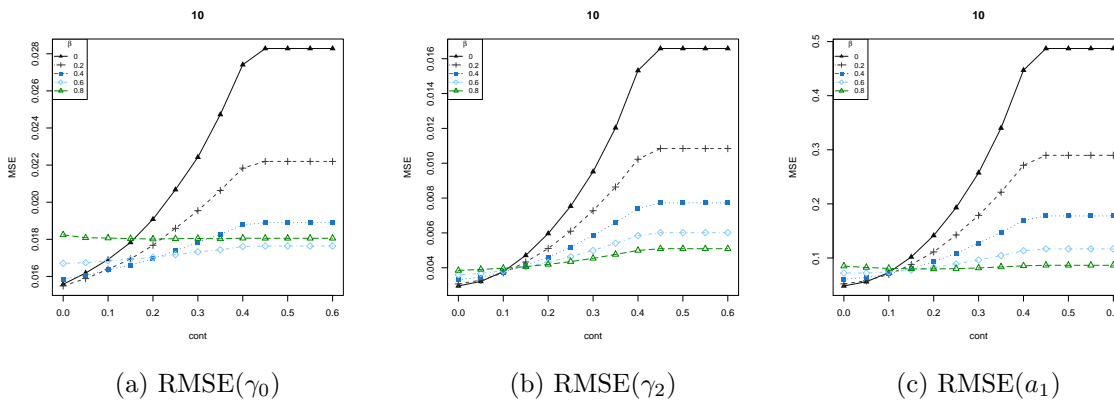 10
MSE
0.016 0.018 0.020 0.022 0.024 0.026 0.028
β
0
0.2
0.4
0.6
0.8
0.0 0.1 0.2 0.3 0.4 0.5 0.6
cont
(a) RMSE(γ₀)
10
MSE
0.004 0.006 0.008 0.010 0.012 0.014 0.016
β
0
0.2
0.4
0.6
0.8
0.0 0.1 0.2 0.3 0.4 0.5 0.6
cont
(b) RMSE(γ₂)
10
MSE
0.1 0.2 0.3 0.4 0.5
β
0
0.2
0.4
0.6
0.8
0.0 0.1 0.2 0.3 0.4 0.5 0.6
cont
(c) RMSE(a₁)